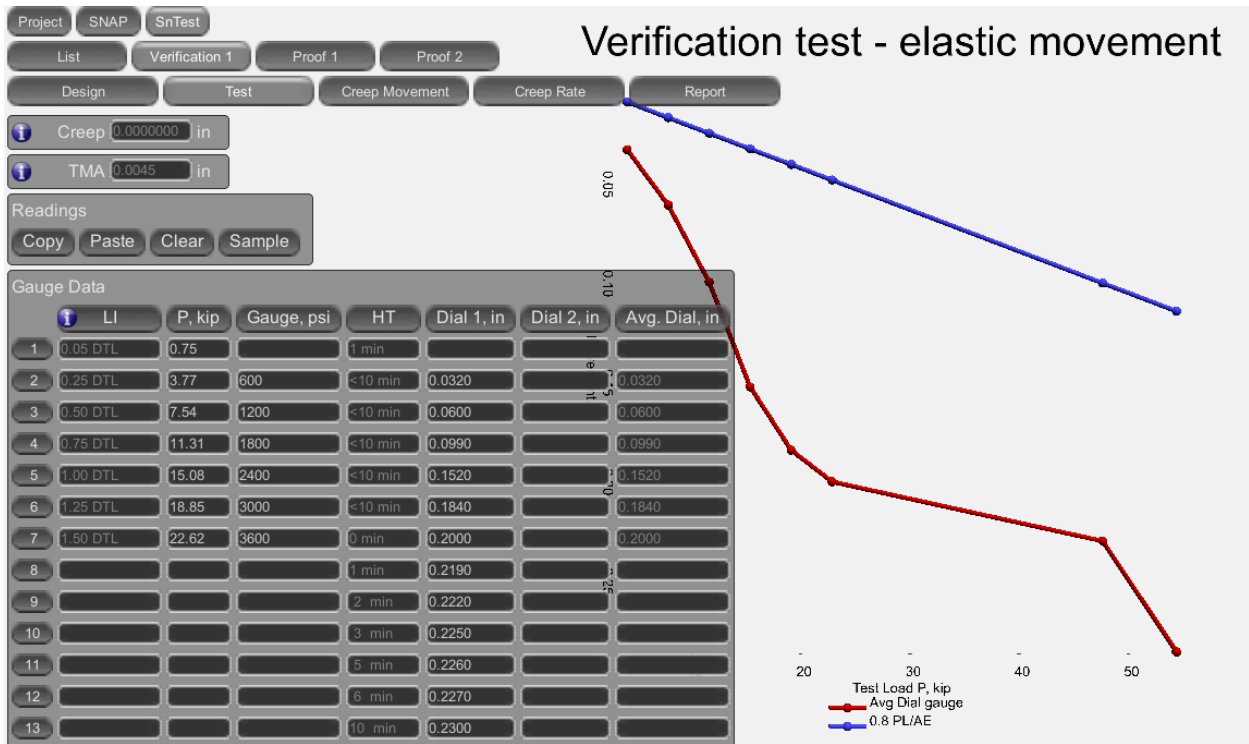 Project SNAP SnTest
Verification test - elastic movement
List Verification 1 Proof 1 Proof 2
Design Test Creep Movement Creep Rate Report
Creep 0.0000000 in
TMA 0.0045 in
Readings
Copy Paste Clear Sample
0.05
Gauge Data
0.10
LI P, kip Gauge, psi HT Dial 1, in Dial 2, in Avg. Dial, in
1 0.05 DTL 0.75 1 min
2 0.25 DTL 3.77 600 <10 min 0.0320 0.0320
3 0.50 DTL 7.54 1200 <10 min 0.0600 0.0600
4 0.75 DTL 11.31 1800 <10 min 0.0990 0.0990
5 1.00 DTL 15.08 2400 <10 min 0.1520 0.1520
6 1.25 DTL 18.85 3000 <10 min 0.1840 0.1840
7 1.50 DTL 22.62 3600 0 min 0.2000 0.2000
8 1 min 0.2190
0.25
9 2 min 0.2220
10 3 min 0.2250
11 5 min 0.2260
12 6 min 0.2270
13 10 min 0.2300
20 30 40 50
Test Load P, kip
Avg Dial gauge
0.8 PL/AE